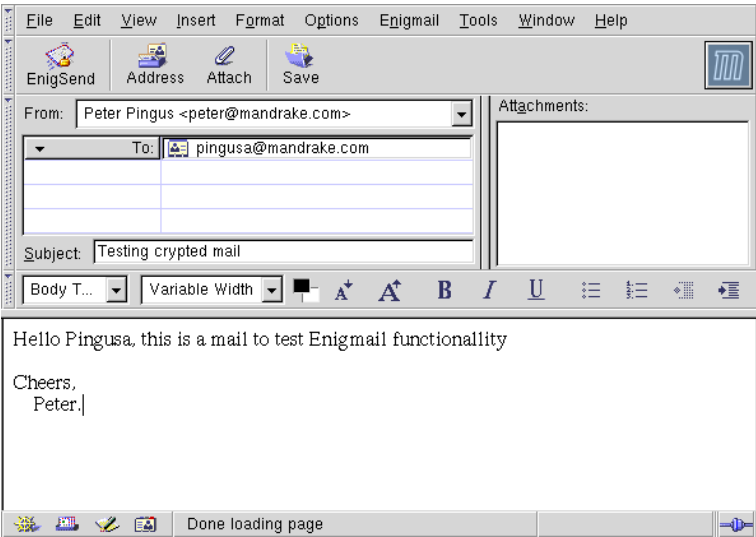 File Edit View Insert Format Options Enigmail Tools Window Help
EnigSend Address Attach Save
From: Peter Pingus <peter@mandrake.com>
Attachments:
To: pingusa@mandrake.com
Subject: Testing crypted mail
Body T... Variable Width A A B I U
Hello Pingusa, this is a mail to test Enigmail functionallity
Cheers,
Peter.
Done loading page